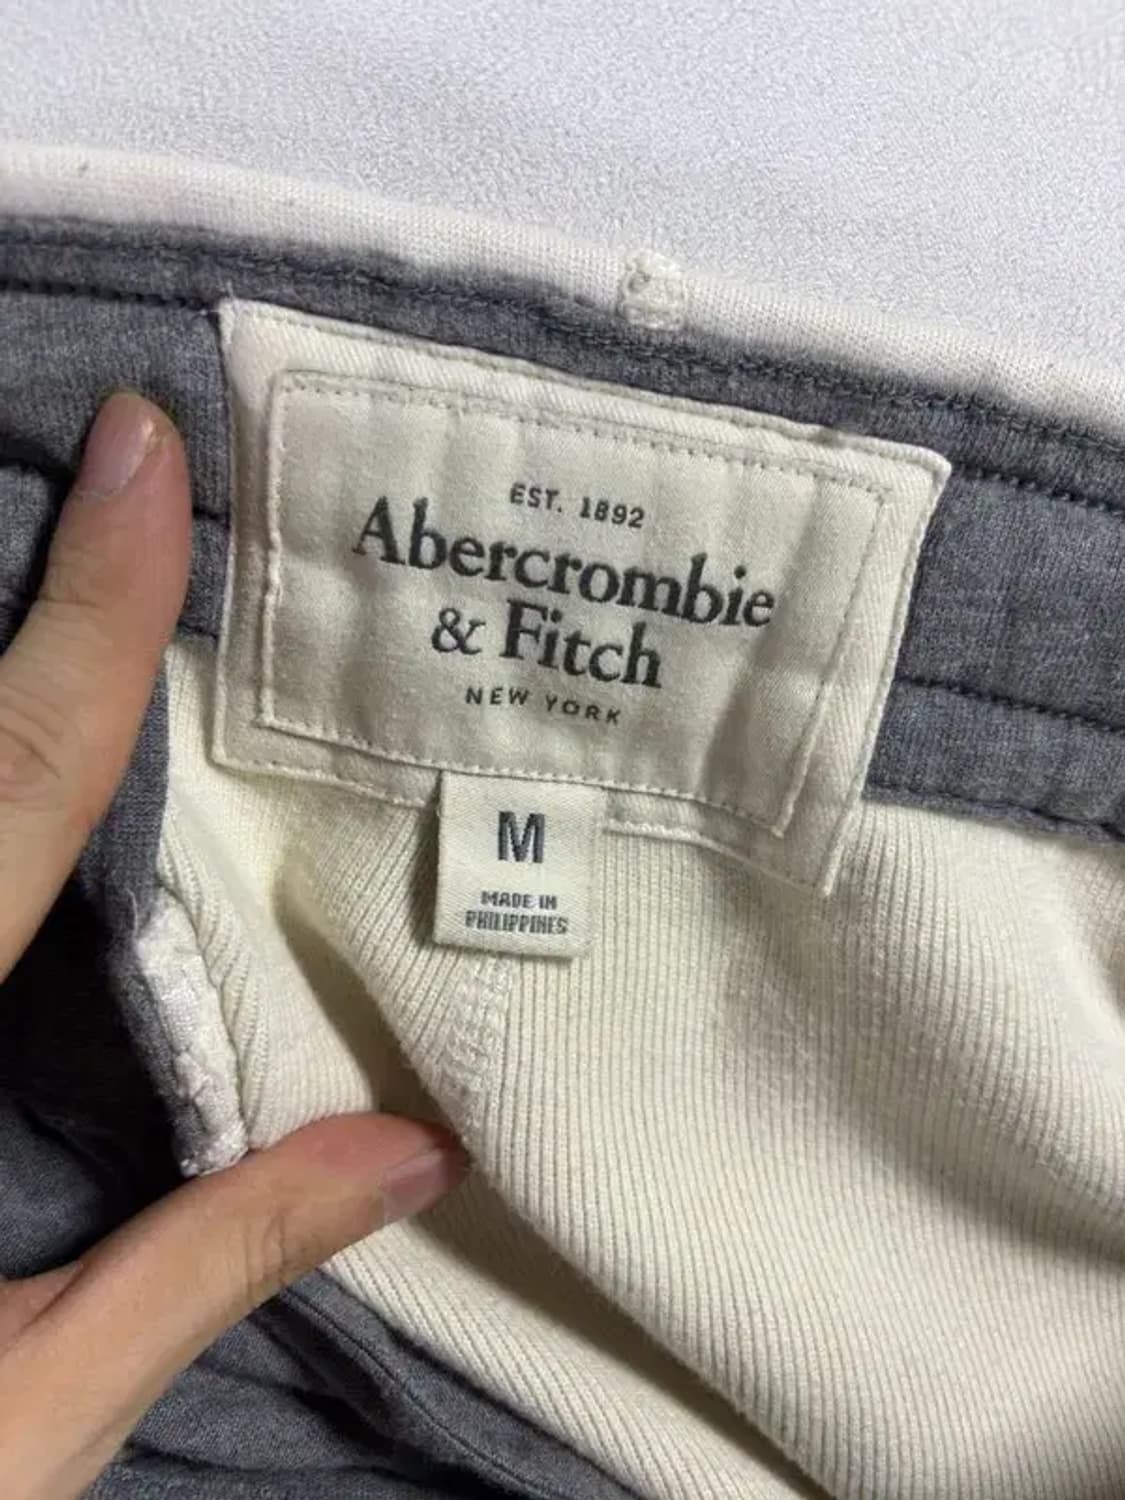 EST. 1892
Abercrombie
& Fitch
NEW YORK
M
MADE IN
PHILIPPINES